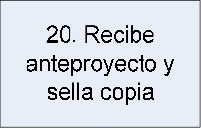 20. Recibe
anteproyecto y
sella copia